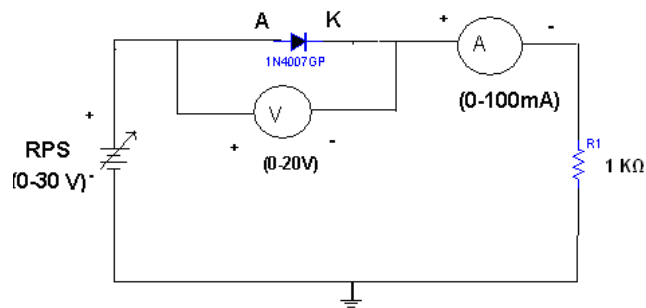 A K
+ -
1N4007GP
A
V
(0-100mA)
+ -
(0-20V)
+
RPS
(0-30 V)-
R1
1 KΩ